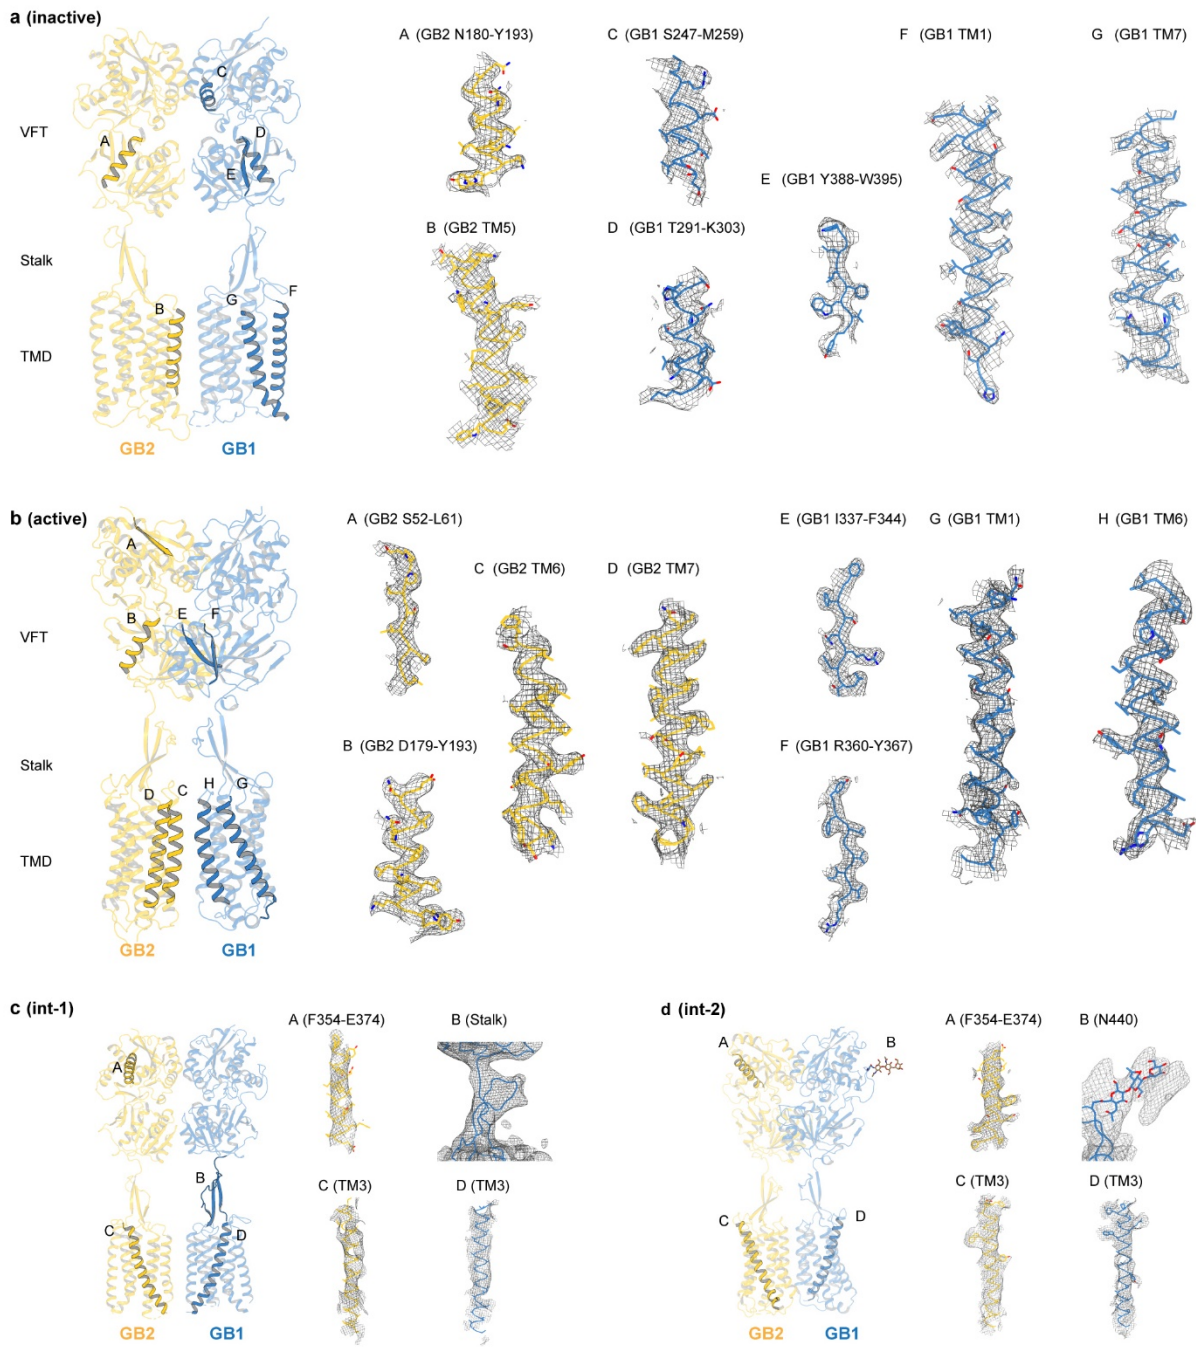 a (inactive)
A (GB2 N180-Y193)
C (GB1 S247-M259)
F (GB1 TM1)
G (GB1 TM7)
C
VFT
A
D
E
E (GB1 Y388-W395)
B (GB2 TM5)
D (GB1 T291-K303)
Stalk
G
F
B
TMD
GB2
GB1
b (active)
A (GB2 S52-L61)
E (GB1 I337-F344)
G (GB1 TM1)
H (GB1 TM6)
A
C (GB2 TM6)
D (GB2 TM7)
B
E
F
VFT
B (GB2 D179-Y193)
F (GB1 R360-Y367)
Stalk
D
C
H
G
TMD
GB2
GB1
c (int-1)
A (F354-E374)
B (Stalk)
A
B
C (TM3)
D (TM3)
C
D
GB2
GB1
d (int-2)
A (F354-E374)
B (N440)
A
B
C (TM3)
D (TM3)
C
D
GB2
GB1